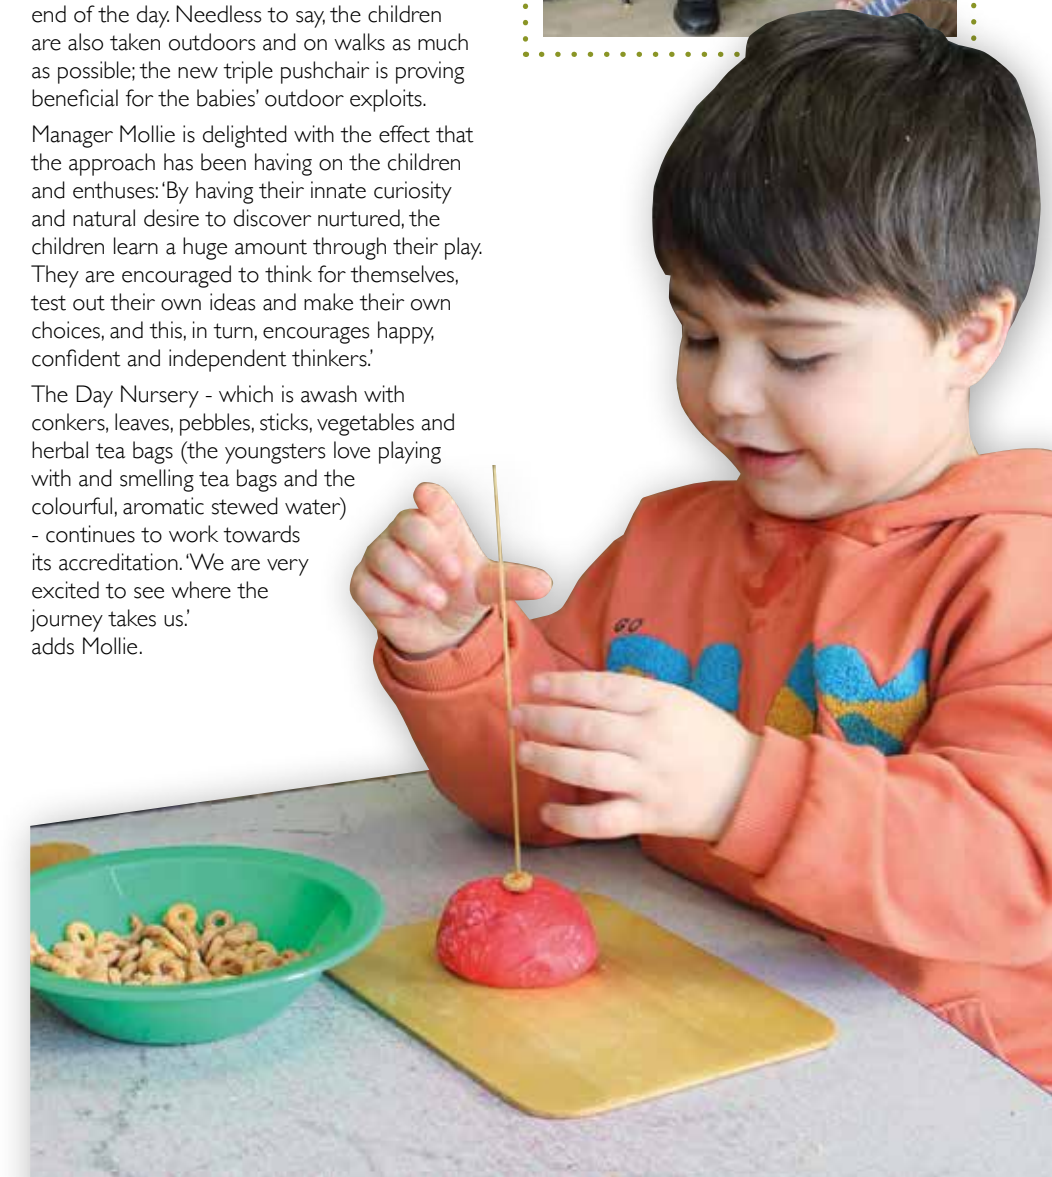 end of the day. Needless to say, the children
are also taken outdoors and on walks as much
as possible; the new triple pushchair is proving
beneficial for the babies’ outdoor exploits.
Manager Mollie is delighted with the effect that
the approach has been having on the children
and enthuses: ‘By having their innate curiosity
and natural desire to discover nurtured, the
children learn a huge amount through their play.
They are encouraged to think for themselves,
test out their own ideas and make their own
choices, and this, in turn, encourages happy,
confident and independent thinkers.’
The Day Nursery - which is awash with
conkers, leaves, pebbles, sticks, vegetables and
herbal tea bags (the youngsters love playing
with and smelling tea bags and the
colourful, aromatic stewed water)
- continues to work towards
its accreditation. ‘We are very
excited to see where the
journey takes us.’
adds Mollie.
GO